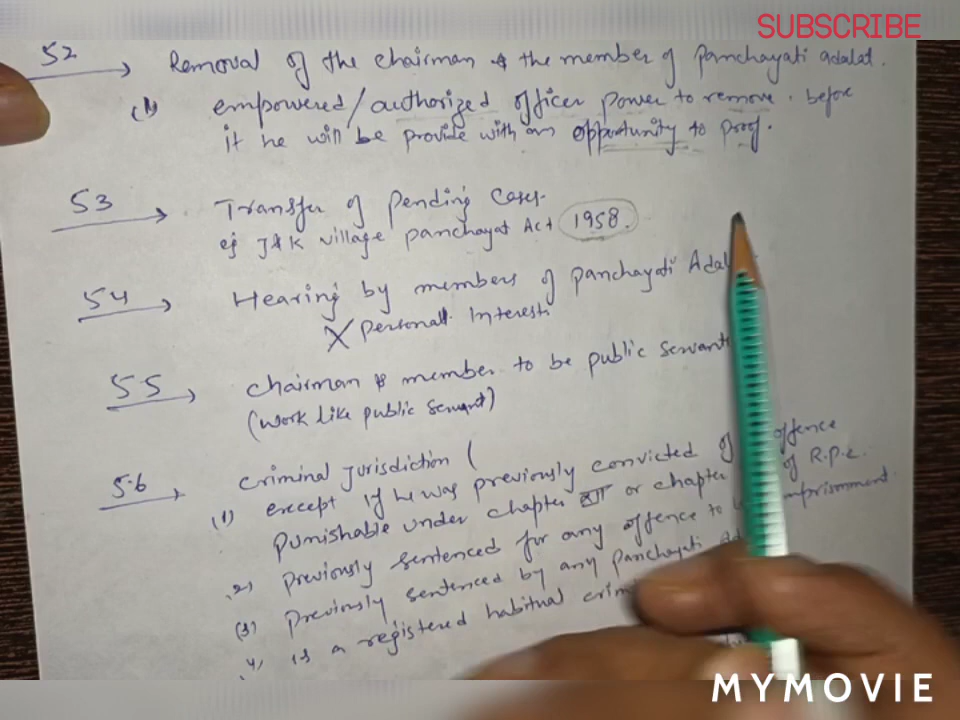 SUBSCRIBE
52 → Removal of the chairman & the member of panchayati adalat.
(1) empowered/authorized officer power to remove. before
it he will be provide with an opportunity to proof.
53 → Transfer of pending cases.
eg J&K village panchayat Act 1958.
54 → Hearing by members of panchayati
X personal Interest
55 → chairman & member to be public servant
(work like public servant)
56 → criminal jurisdiction (
(1) except if he was previously convicted of offence
punishable under chapter or chapter of R.P.C.
(2) previously sentenced for any offence to imprisonment.
(3) previously sentenced by any panchayati
(4) is a registered habitual
MYMOVIE